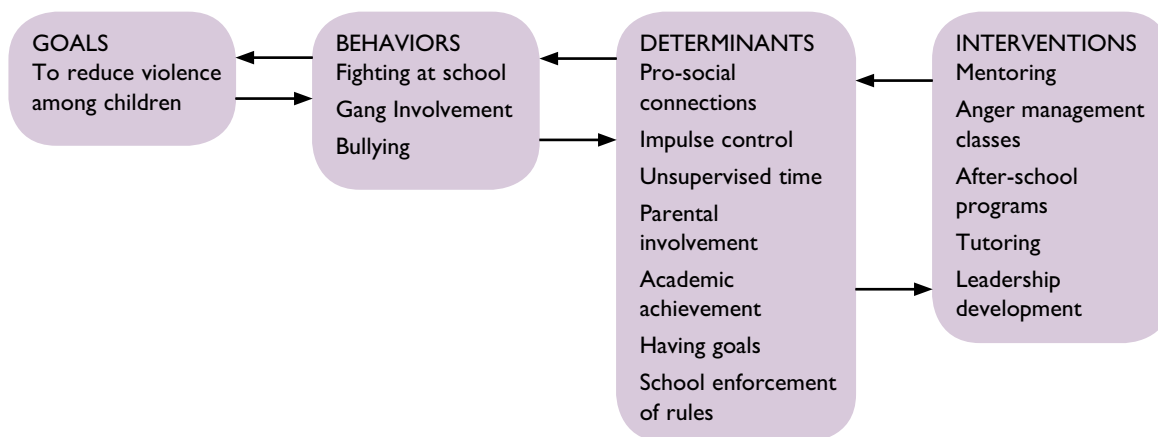 GOALS
To reduce violence
among children
BEHAVIORS
Fighting at school
Gang Involvement
Bullying
DETERMINANTS
Pro-social
connections
Impulse control
Unsupervised time
Parental
involvement
Academic
achievement
Having goals
School enforcement
of rules
INTERVENTIONS
Mentoring
Anger management
classes
After-school
programs
Tutoring
Leadership
development